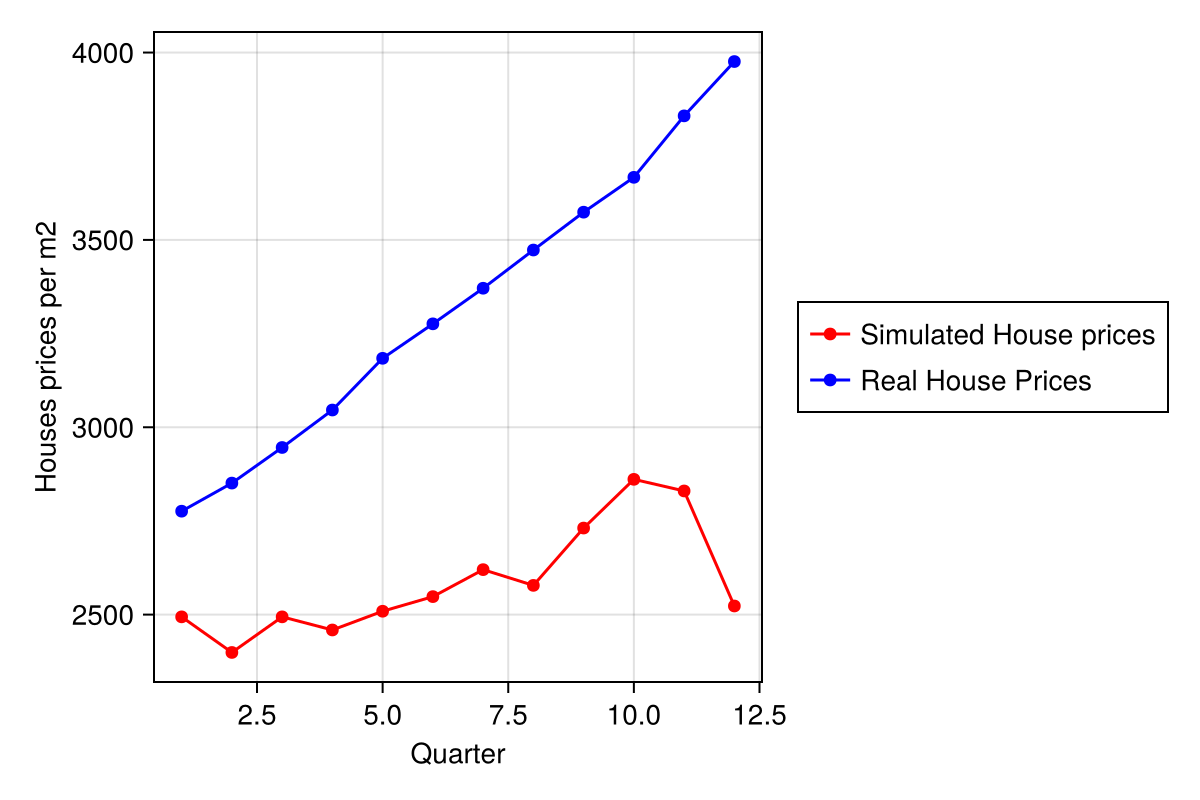 4000
3500
3000
2500
Houses prices per m2
2.5 5.0 7.5 10.0 12.5
Quarter
Simulated House prices
Real House Prices